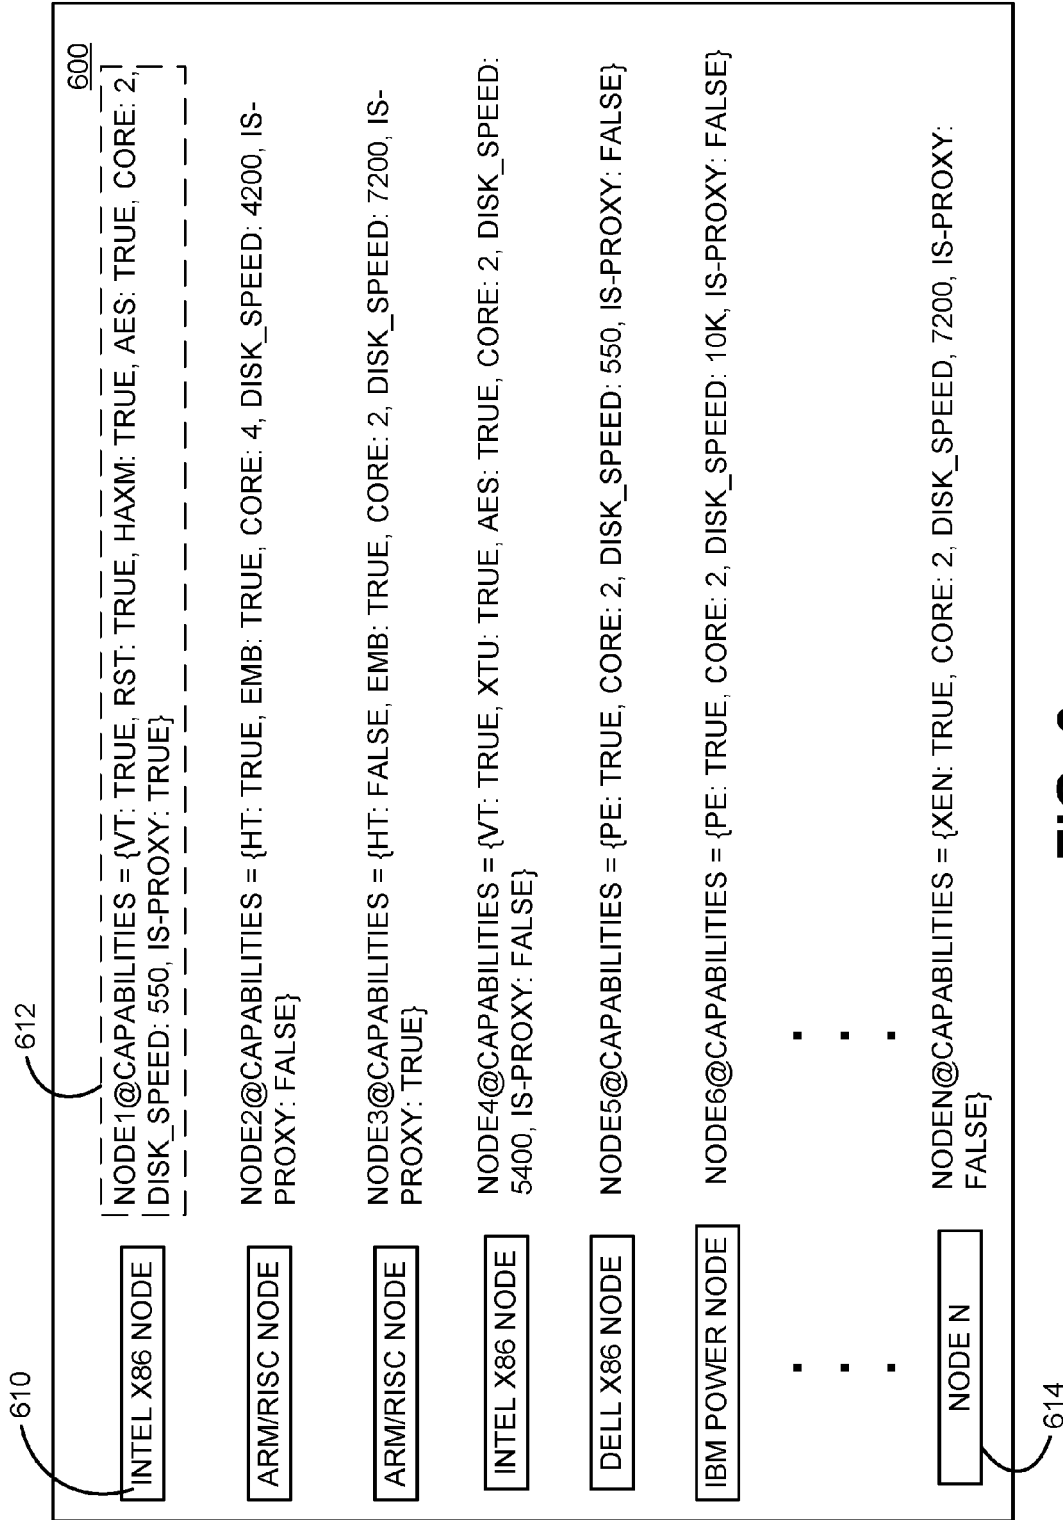 600
610
612
INTEL X86 NODE
NODE1@CAPABILITIES = {VT: TRUE, RST: TRUE, HAXM: TRUE, AES: TRUE, CORE: 2,
DISK_SPEED: 550, IS-PROXY: TRUE}
ARM/RISC NODE
NODE2@CAPABILITIES = {HT: TRUE, EMB: TRUE, CORE: 4, DISK_SPEED: 4200, IS-
PROXY: FALSE}
ARM/RISC NODE
NODE3@CAPABILITIES = {HT: FALSE, EMB: TRUE, CORE: 2, DISK_SPEED: 7200, IS-
PROXY: TRUE}
INTEL X86 NODE
NODE4@CAPABILITIES = {VT: TRUE, XTU: TRUE, AES: TRUE, CORE: 2, DISK_SPEED:
5400, IS-PROXY: FALSE}
DELL X86 NODE
NODE5@CAPABILITIES = {PE: TRUE, CORE: 2, DISK_SPEED: 550, IS-PROXY: FALSE}
IBM POWER NODE
NODE6@CAPABILITIES = {PE: TRUE, CORE: 2, DISK_SPEED: 10K, IS-PROXY: FALSE}
NODE N
NODEN@CAPABILITIES = {XEN: TRUE, CORE: 2, DISK_SPEED, 7200, IS-PROXY:
FALSE}
614